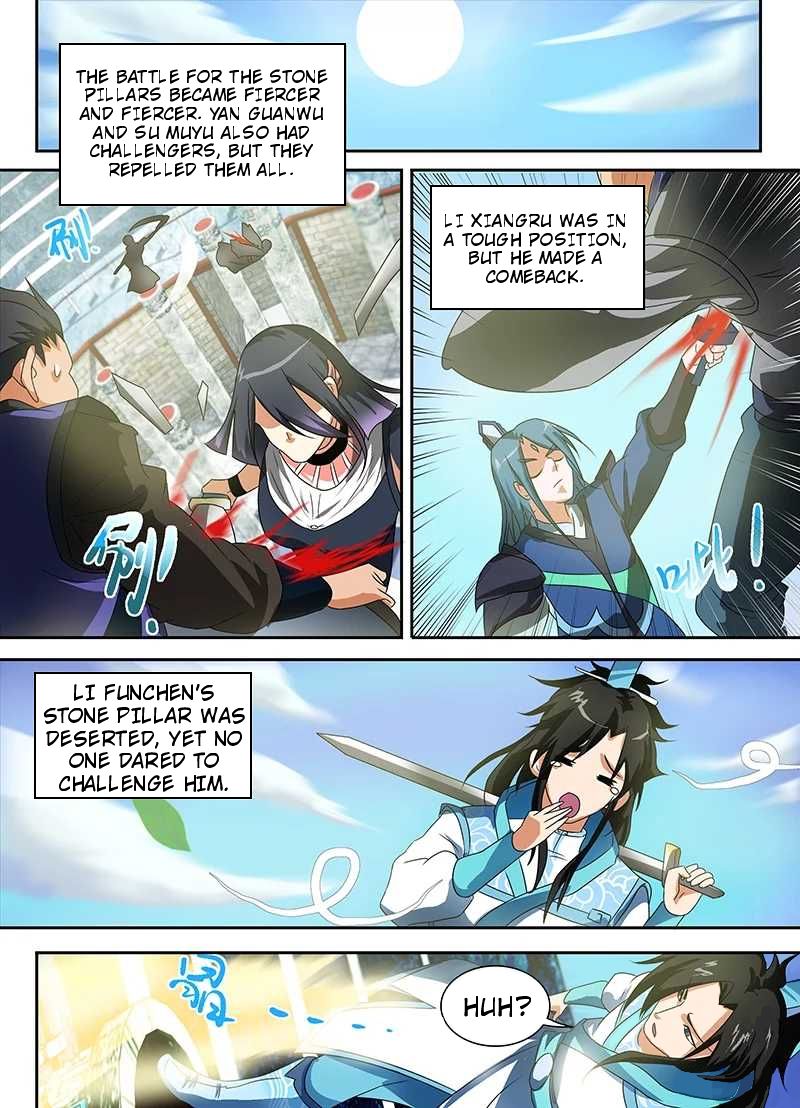 THE BATTLE FOR THE STONE
PILLARS BECAME FIERCER
AND FIERCER. YAN GUANWU
AND SU MUYU ALSO HAD
CHALLENGERS, BUT THEY
REPELLED THEM ALL.
LI XIANGRU WAS IN
A TOUGH POSITION,
BUT HE MADE A
COMEBACK.
刷!
刷!
LI FUNCHEN'S
STONE PILLAR WAS
DESERTED, YET NO
ONE DARED TO
CHALLENGE HIM.
HUH?